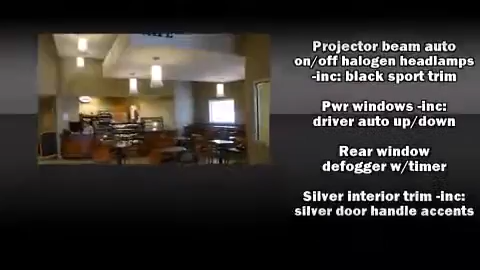 Projector beam auto
on/off halogen headlamps
-inc: black sport trim
Pwr windows -inc:
driver auto up/down
Rear window
defogger w/timer
Silver interior trim -inc:
silver door handle accents